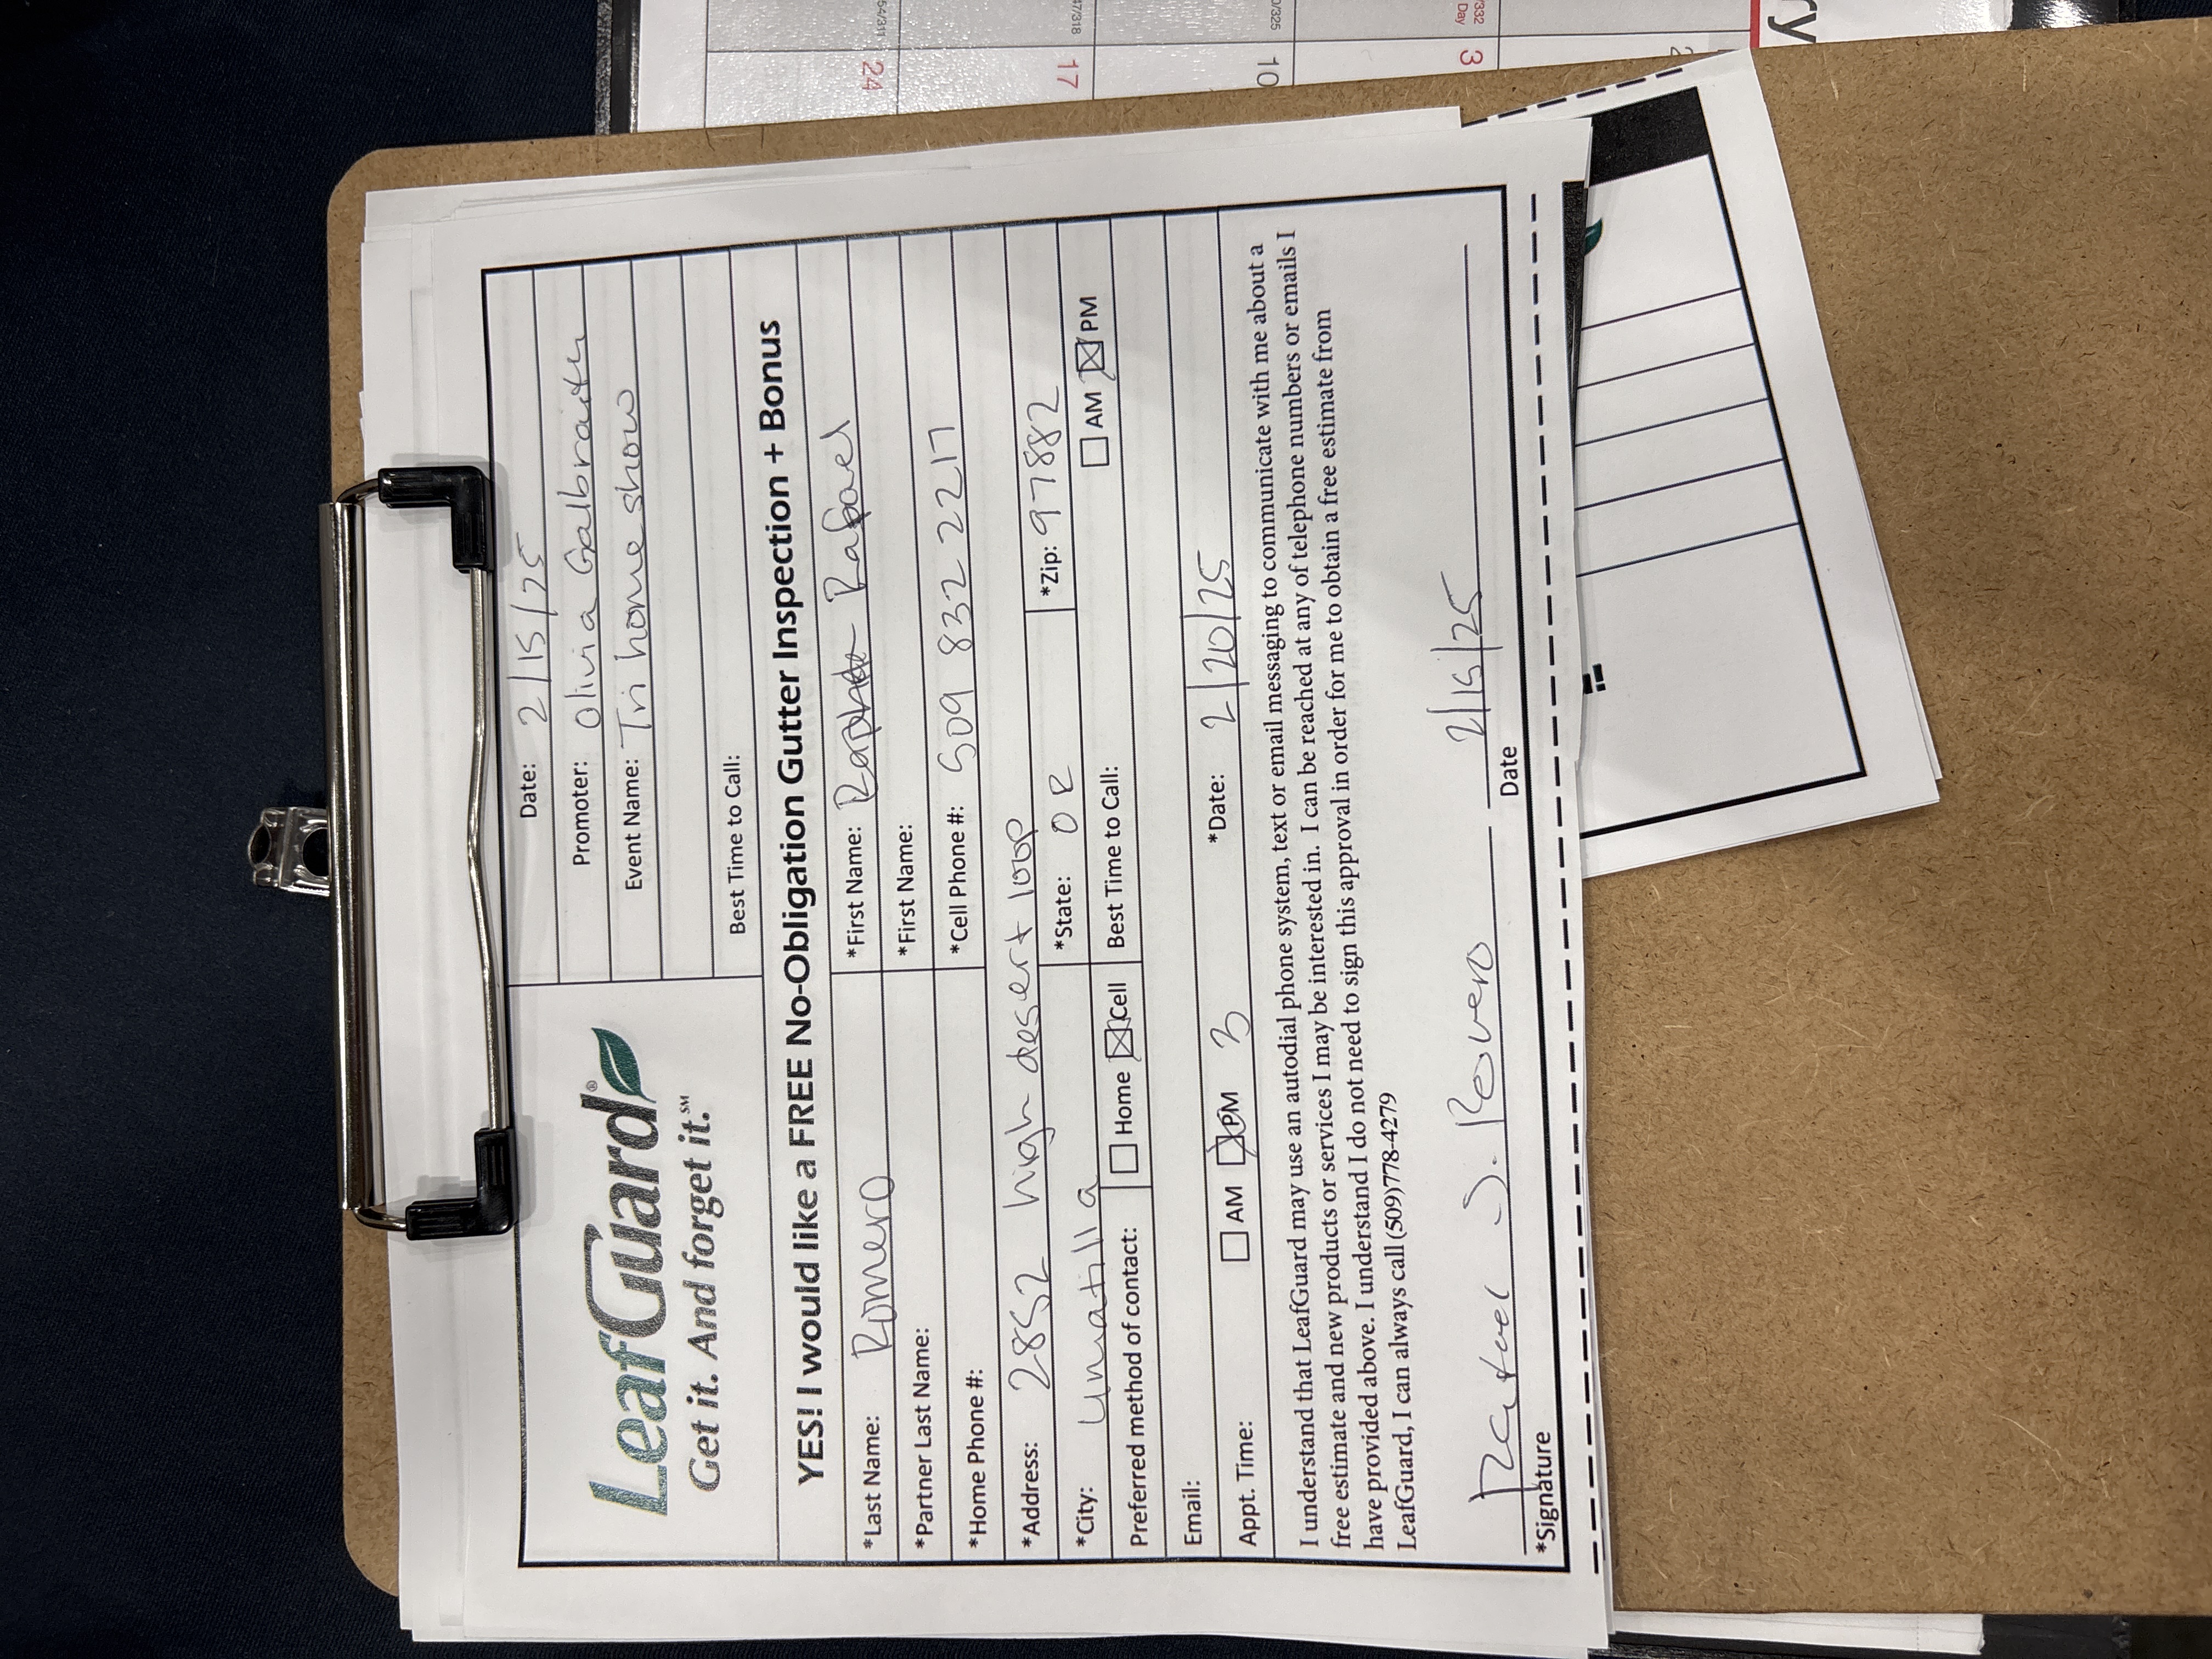 Date: 2/15/25
Promoter: Olivia Galbraith
Event Name: Tri home show
Best Time to Call:
LeafGuard®
Get it. And forget it.℠
YES! I would like a FREE No-Obligation Gutter Inspection + Bonus
*Last Name: Romero *First Name: Rafael
*Partner Last Name: *First Name:
*Home Phone #: *Cell Phone #: 509 832 2217
*Address: 2852 high desert loop
*City: umatilla *State: OR *Zip: 97882
Preferred method of contact: Home Cell Best Time to Call: AM PM
Email:
Appt. Time: AM PM 3 *Date: 2/20/25
I understand that LeafGuard may use an autodial phone system, text or email messaging to communicate with me about a
free estimate and new products or services I may be interested in. I can be reached at any of telephone numbers or emails I
have provided above. I understand I do not need to sign this approval in order for me to obtain a free estimate from
LeafGuard, I can always call (509)778-4279
Rafael J. Romero 2/15/25
*Signature Date
24
17
10
3